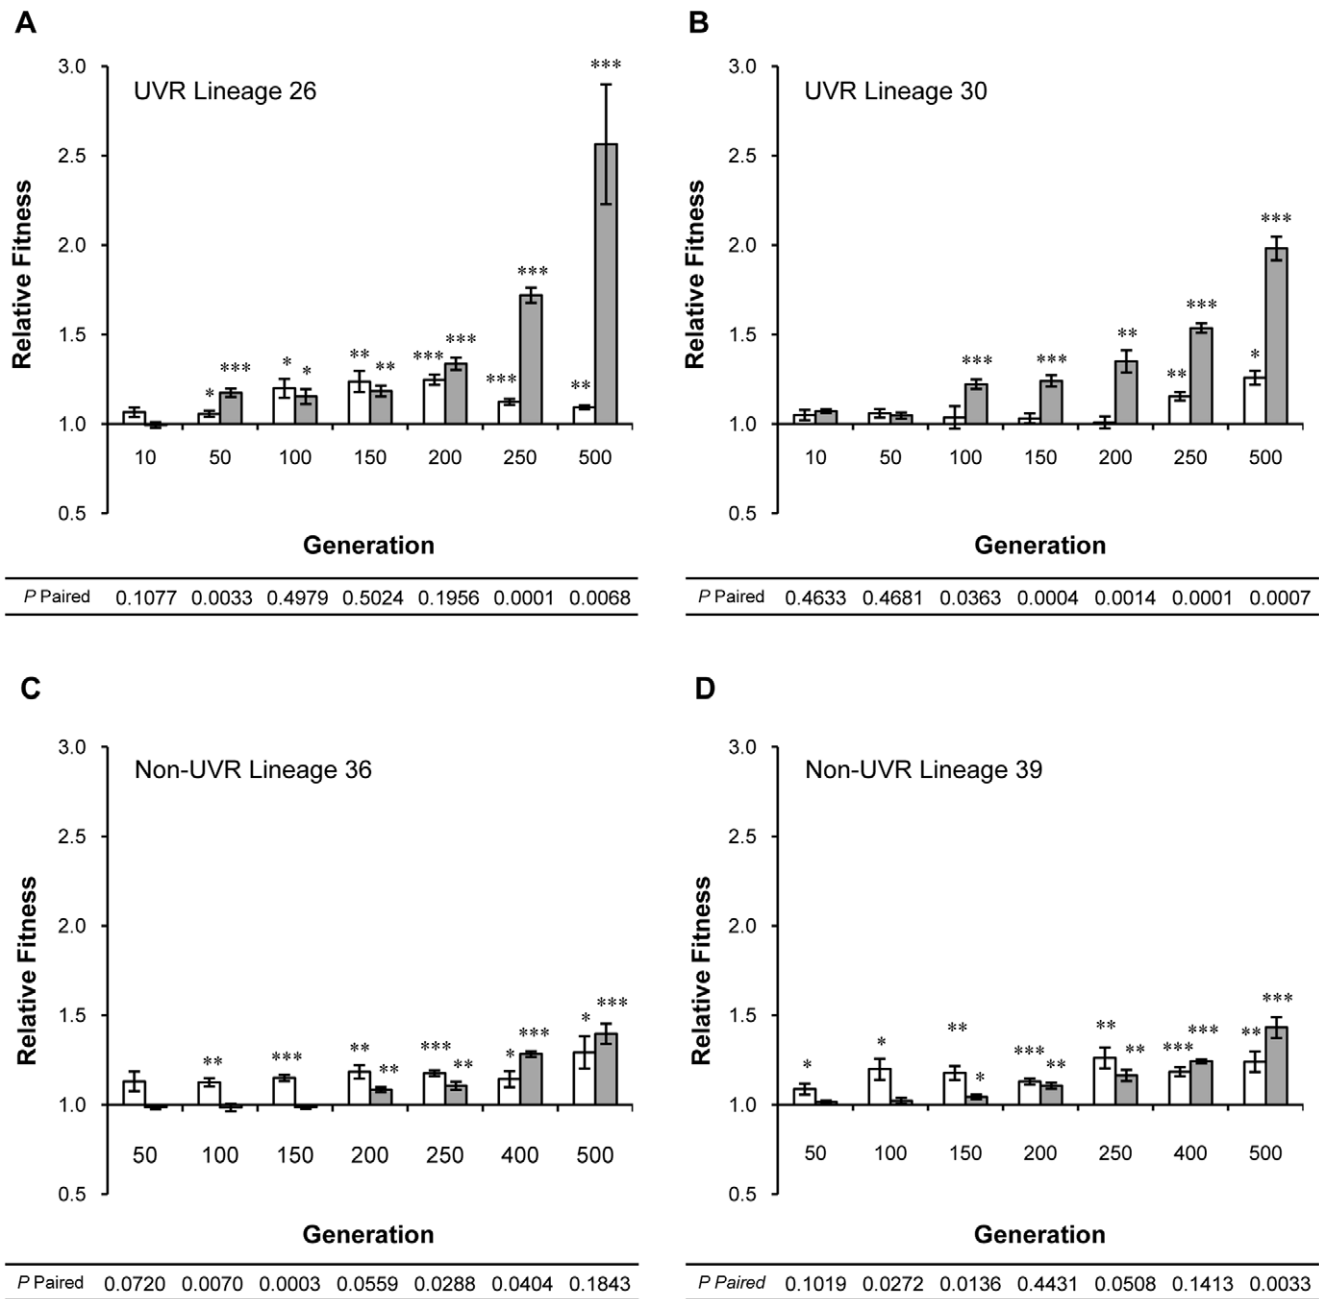 A
UVR Lineage 26
3.0
2.5
2.0
1.5
1.0
0.5
Relative Fitness
*** 
* *** * * ** ** *** *** *** *** **
10 50 100 150 200 250 500
Generation
P Paired 0.1077 0.0033 0.4979 0.5024 0.1956 0.0001 0.0068
B
UVR Lineage 30
3.0
2.5
2.0
1.5
1.0
0.5
Relative Fitness
*** *** ** ** *** * ***
10 50 100 150 200 250 500
Generation
P Paired 0.4633 0.4681 0.0363 0.0004 0.0014 0.0001 0.0007
C
Non-UVR Lineage 36
3.0
2.5
2.0
1.5
1.0
0.5
Relative Fitness
** *** ** ** *** ** * *** * ***
50 100 150 200 250 400 500
Generation
P Paired 0.0720 0.0070 0.0003 0.0559 0.0288 0.0404 0.1843
D
Non-UVR Lineage 39
3.0
2.5
2.0
1.5
1.0
0.5
Relative Fitness
* * ** * *** ** ** ** *** *** ** ***
50 100 150 200 250 400 500
Generation
P Paired 0.1019 0.0272 0.0136 0.4431 0.0508 0.1413 0.0033